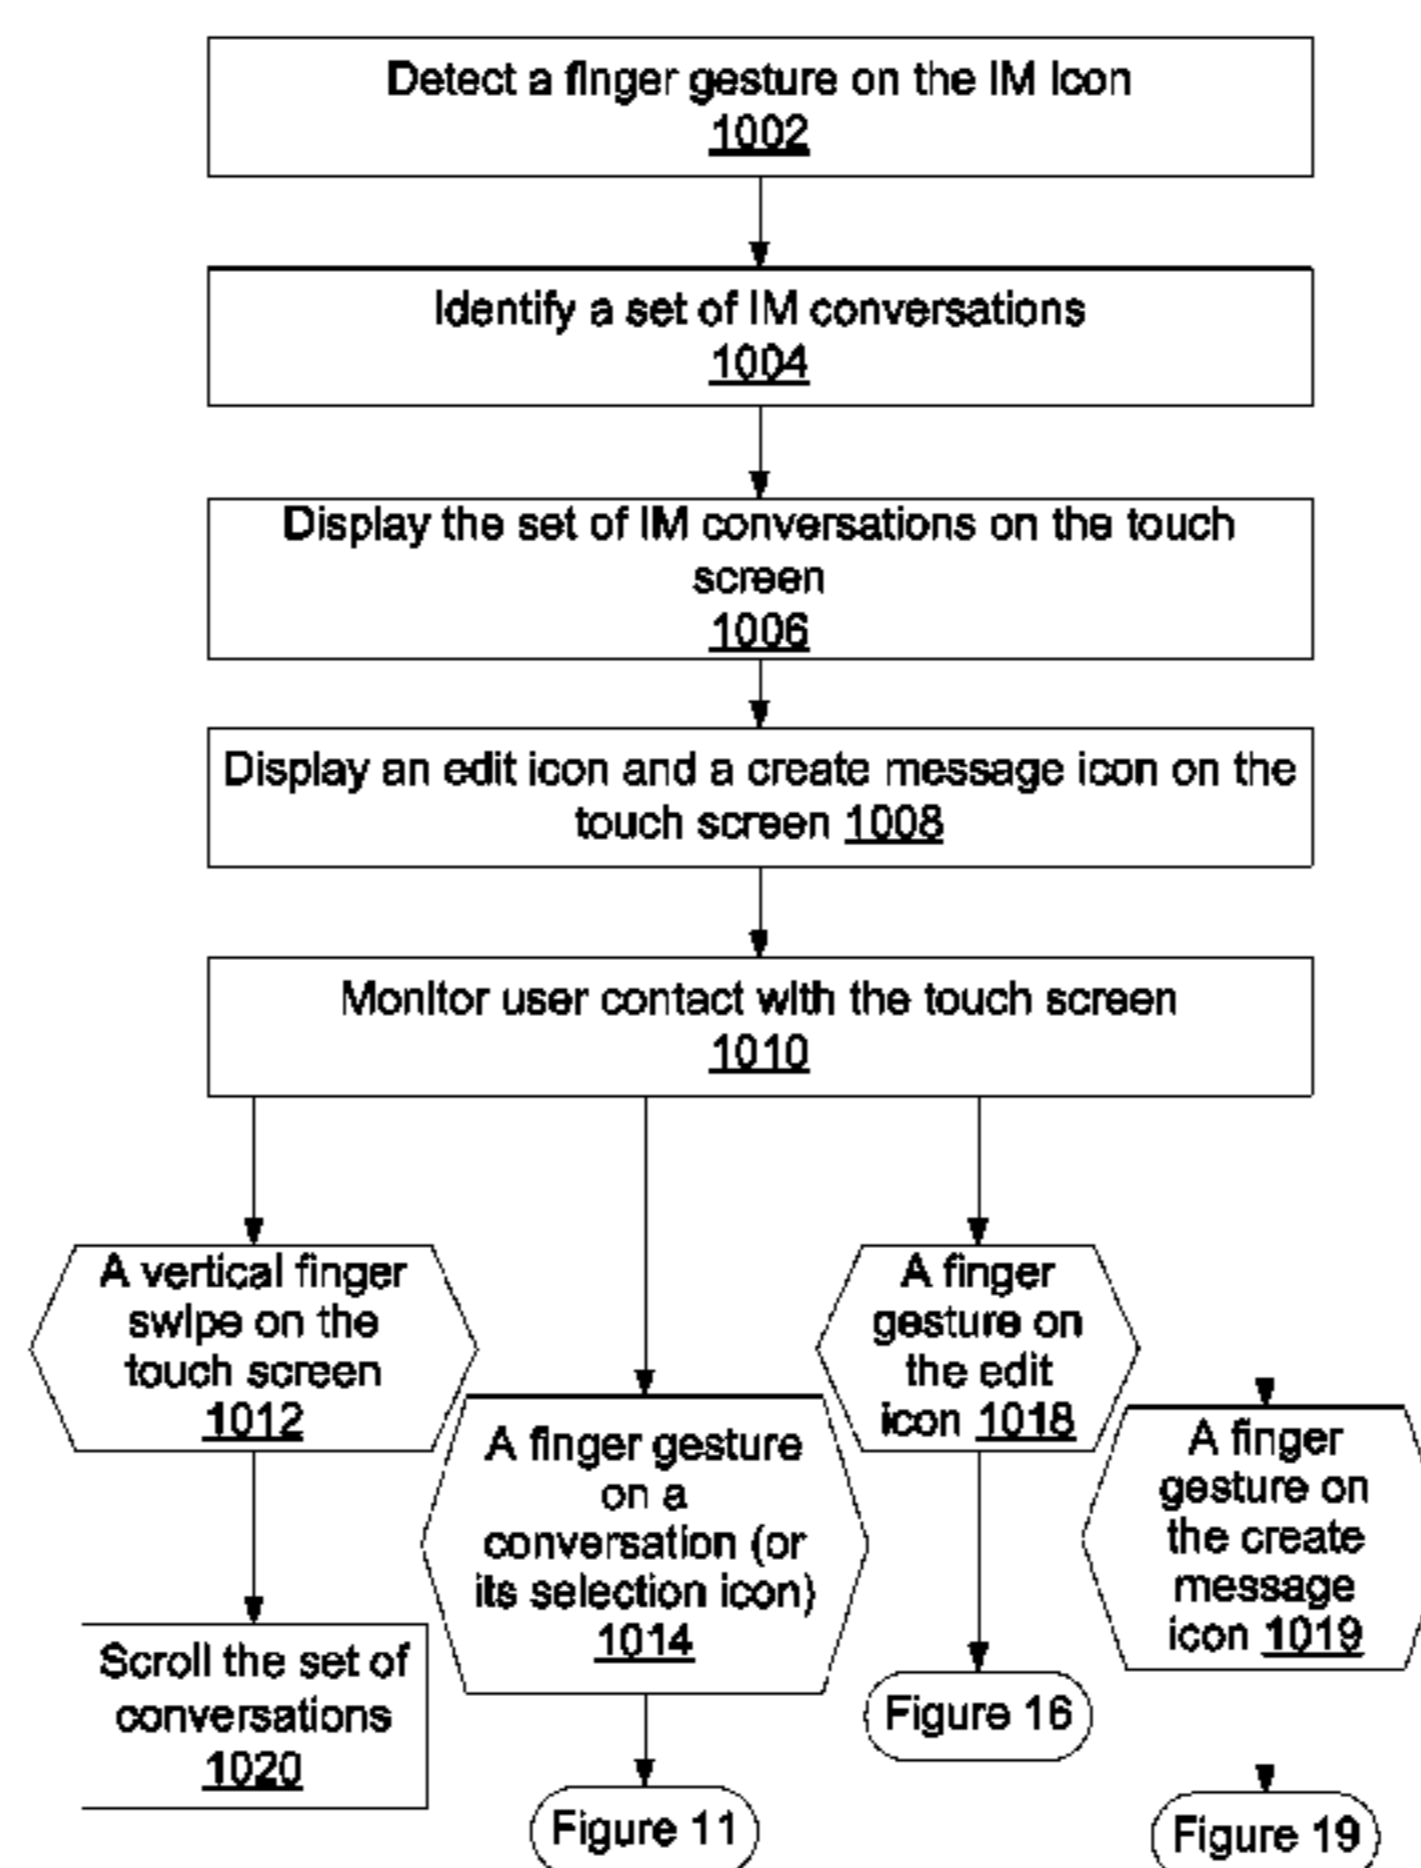 Detect a finger gesture on the IM Icon
1002
Identify a set of IM conversations
1004
Display the set of IM conversations on the touch
screen
1006
Display an edit icon and a create message icon on the
touch screen 1008
Monitor user contact with the touch screen
1010
A vertical finger
swipe on the
touch screen
1012
A finger gesture
on a
conversation (or
its selection icon)
1014
A finger
gesture on
the edit
icon 1018
A finger
gesture on
the create
message
icon 1019
Scroll the set of
conversations
1020
Figure 11
Figure 16
Figure 19